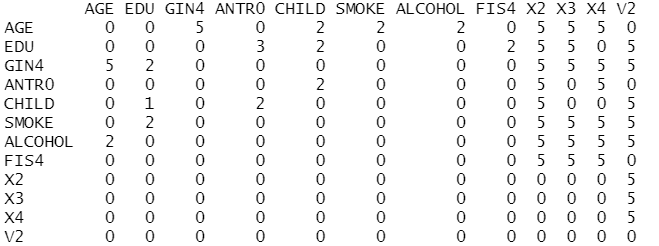 AGE EDU GIN4 ANTRO CHILD SMOKE ALCOHOL FIS4 X2 X3 X4 V2
AGE 0 0 5 0 2 2 2 0 5 5 5 0
EDU 0 0 0 3 2 0 0 2 5 5 0 5
GIN4 5 2 0 0 0 0 0 0 5 5 5 5
ANTRO 0 0 0 0 2 0 0 0 5 0 5 0
CHILD 0 1 0 2 0 0 0 0 5 0 0 5
SMOKE 0 2 0 0 0 0 0 0 5 5 5 5
ALCOHOL 2 0 0 0 0 0 0 0 5 5 5 5
FIS4 0 0 0 0 0 0 0 0 5 5 5 0
X2 0 0 0 0 0 0 0 0 0 0 0 5
X3 0 0 0 0 0 0 0 0 0 0 0 5
X4 0 0 0 0 0 0 0 0 0 0 0 5
V2 0 0 0 0 0 0 0 0 0 0 0 0